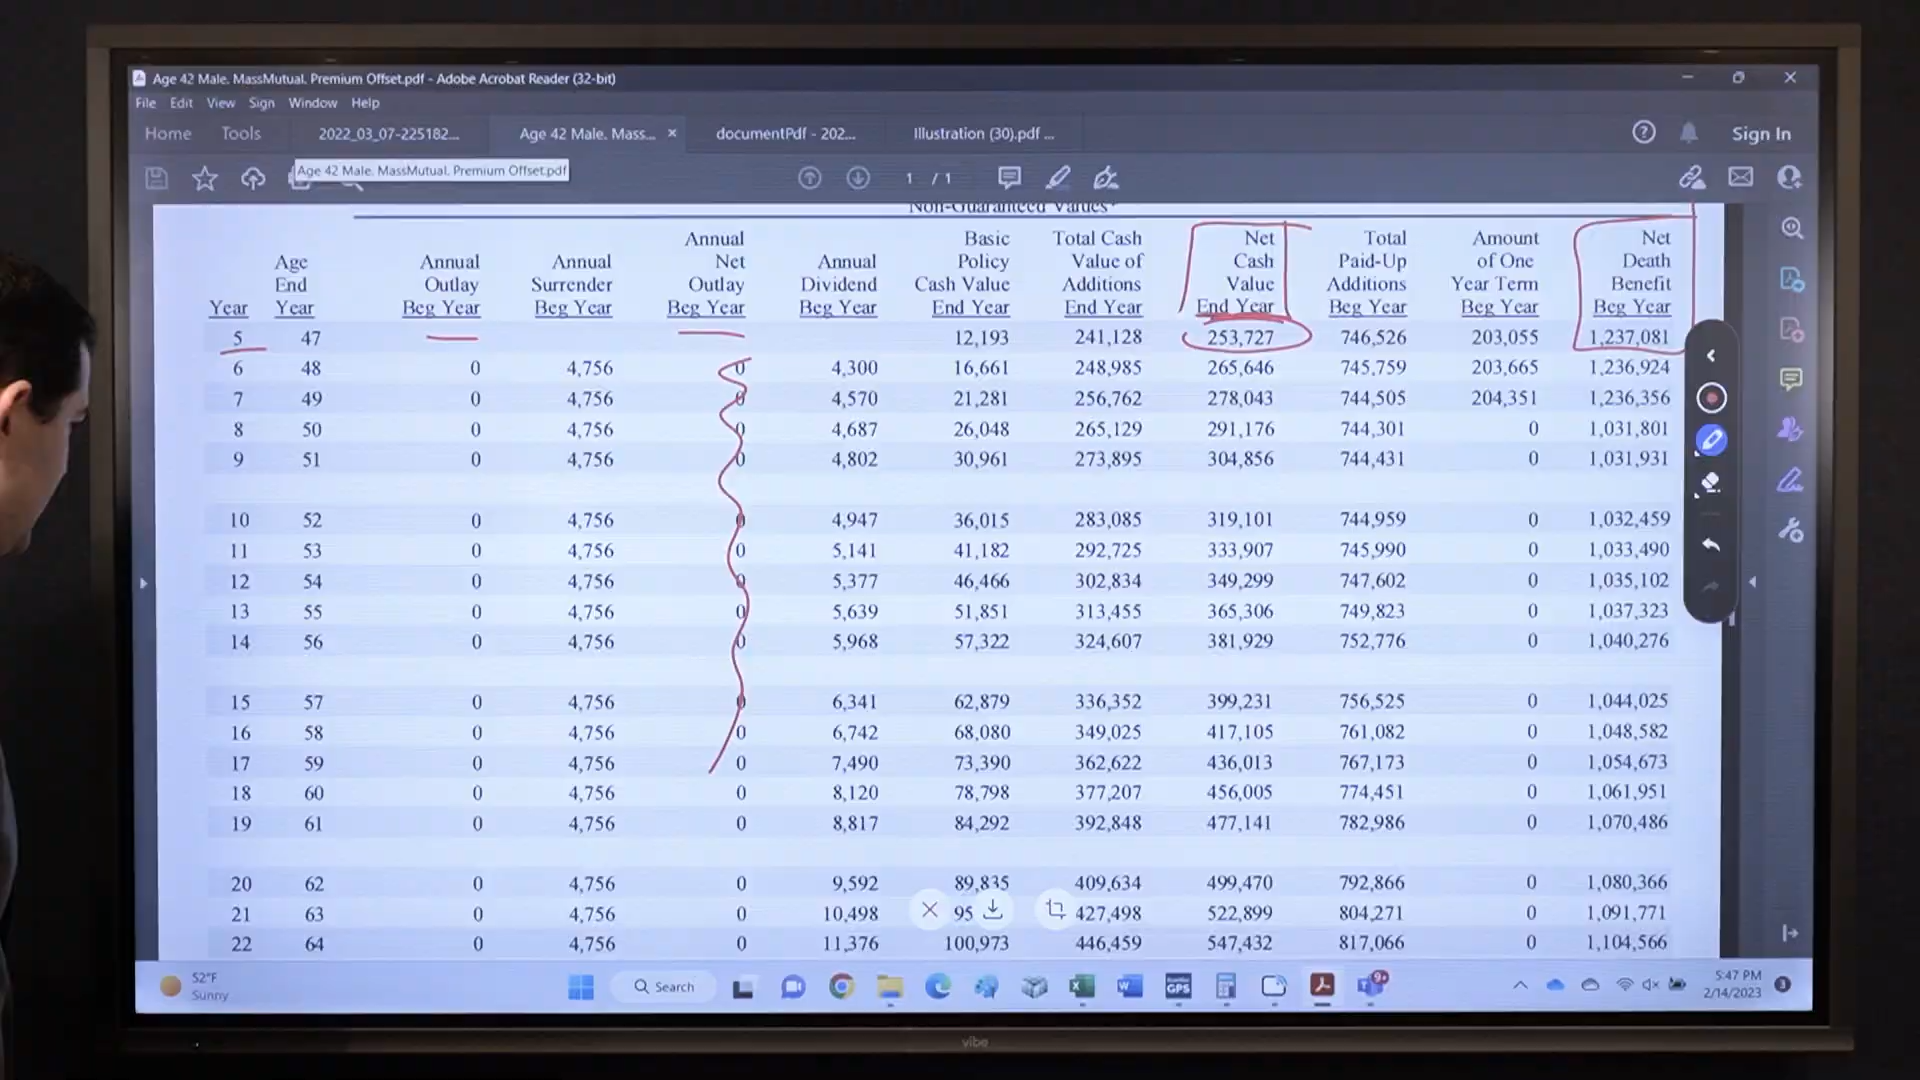 Age 42 Male. MassMutual. Premium Offset.pdf - Adobe Acrobat Reader (32-bit)
File Edit View Sign Window Help
Home Tools 2022_03_07-225182... Age 42 Male. Mass... × documentPdf - 202... Illustration (30).pdf ... Sign In
Age 42 Male. MassMutual. Premium Offset.pdf
1 / 1
Non-Guaranteed Values*
Year
Age End Year
Annual Outlay Beg Year
Annual Surrender Beg Year
Annual Net Outlay Beg Year
Annual Dividend Beg Year
Basic Policy Cash Value End Year
Total Cash Value of Additions End Year
Net Cash Value End Year
Total Paid-Up Additions Beg Year
Amount of One Year Term Beg Year
Net Death Benefit Beg Year
5 47 12,193 241,128 253,727 746,526 203,055 1,237,081
6 48 0 4,756 0 4,300 16,661 248,985 265,646 745,759 203,665 1,236,924
7 49 0 4,756 0 4,570 21,281 256,762 278,043 744,505 204,351 1,236,356
8 50 0 4,756 0 4,687 26,048 265,129 291,176 744,301 0 1,031,801
9 51 0 4,756 0 4,802 30,961 273,895 304,856 744,431 0 1,031,931
10 52 0 4,756 0 4,947 36,015 283,085 319,101 744,959 0 1,032,459
11 53 0 4,756 0 5,141 41,182 292,725 333,907 745,990 0 1,033,490
12 54 0 4,756 0 5,377 46,466 302,834 349,299 747,602 0 1,035,102
13 55 0 4,756 0 5,639 51,851 313,455 365,306 749,823 0 1,037,323
14 56 0 4,756 0 5,968 57,322 324,607 381,929 752,776 0 1,040,276
15 57 0 4,756 0 6,341 62,879 336,352 399,231 756,525 0 1,044,025
16 58 0 4,756 0 6,742 68,080 349,025 417,105 761,082 0 1,048,582
17 59 0 4,756 0 7,490 73,390 362,622 436,013 767,173 0 1,054,673
18 60 0 4,756 0 8,120 78,798 377,207 456,005 774,451 0 1,061,951
19 61 0 4,756 0 8,817 84,292 392,848 477,141 782,986 0 1,070,486
20 62 0 4,756 0 9,592 89,835 409,634 499,470 792,866 0 1,080,366
21 63 0 4,756 0 10,498 95 427,498 522,899 804,271 0 1,091,771
22 64 0 4,756 0 11,376 100,973 446,459 547,432 817,066 0 1,104,566
52°F
Sunny
Search
GPS
9+
5:47 PM
2/14/2023
3
vibe